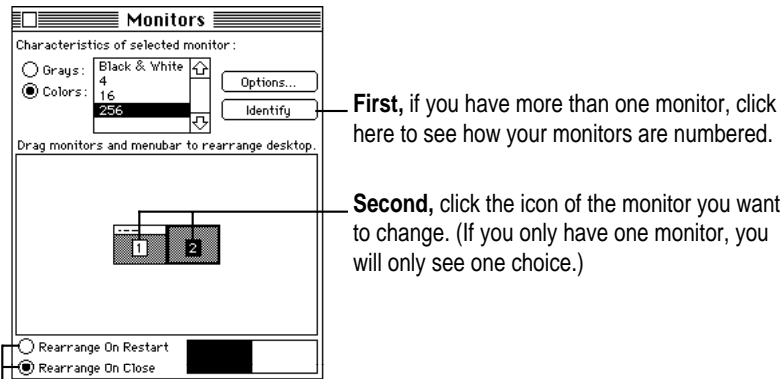 Monitors
Characteristics of selected monitor :
Grays :
Colors :
Black & White
4
16
256
Options...
Identify
First, if you have more than one monitor, click
here to see how your monitors are numbered.
Drag monitors and menubar to rearrange desktop.
1
2
Second, click the icon of the monitor you want
to change. (If you only have one monitor, you
will only see one choice.)
Rearrange On Restart
Rearrange On Close